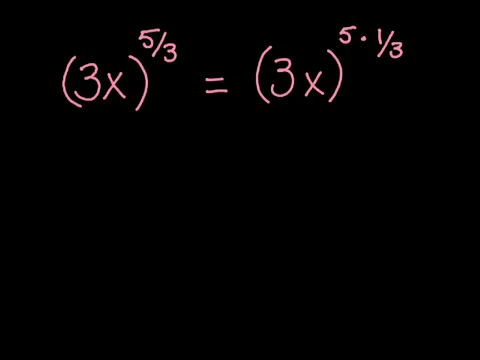 (3x)^{5/3} = (3x)^{5 · 1/3}